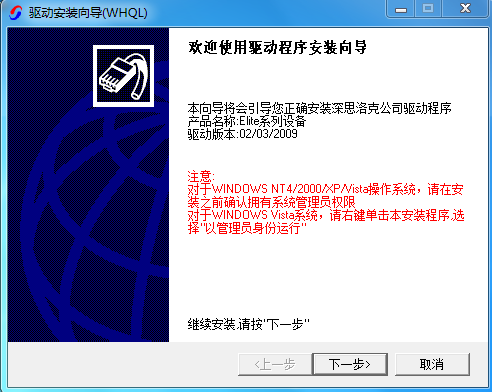 驱动安装向导(WHQL)
欢迎使用驱动程序安装向导
本向导将会引导您正确安装深思洛克公司驱动程序
产品名称:Elite系列设备
驱动版本:02/03/2009
注意:
对于WINDOWS NT4/2000/XP/Vista操作系统，请在安
装之前确认拥有系统管理员权限
对于WINDOWS Vista系统，请右键单击本安装程序,选
择"以管理员身份运行"
继续安装,请按"下一步"
<上一步
下一步>
取消